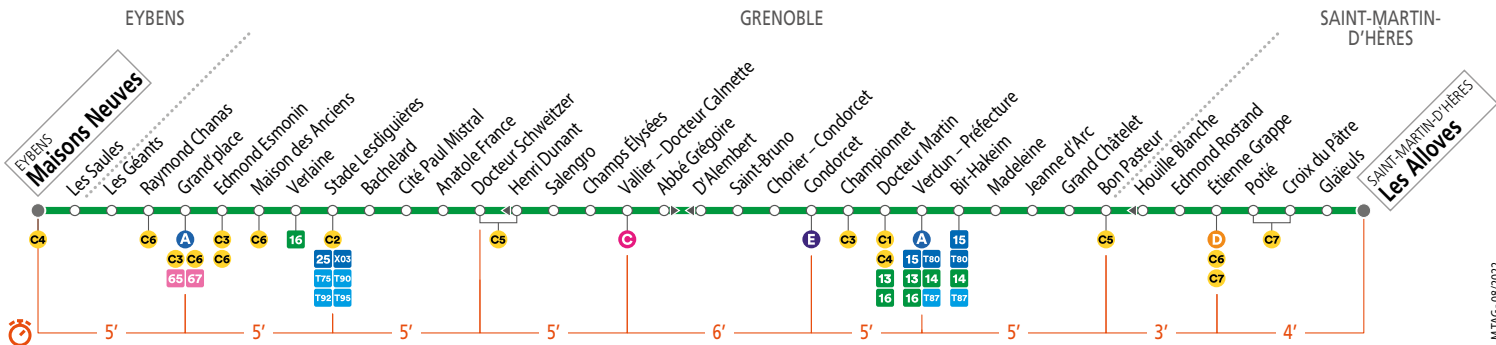 EYBENS
GRENOBLE
SAINT-MARTIN-
D'HÈRES
EYBENS
Maisons Neuves
Les Saules
Les Géants
Raymond Chanas
Grand'place
Edmond Esmonin
Maison des Anciens
Verlaine
Stade Lesdiguières
Bachelard
Cité Paul Mistral
Anatole France
Docteur Schweitzer
Henri Dunant
Salengro
Champs Élysées
Vallier – Docteur Calmette
Abbé Grégoire
D'Alembert
Saint-Bruno
Chorier – Condorcet
Condorcet
Championnet
Docteur Martin
Verdun – Préfecture
Bir-Hakeim
Madeleine
Jeanne d'Arc
Grand Châtelet
Bon Pasteur
Houille Blanche
Edmond Rostand
Étienne Grappe
Potié
Croix du Pâtre
Glaïeuls
SAINT-MARTIN-D'HÈRES
Les Alloves
C4
C6
A
C3 C6
65 67
C3
C6
C6
16
C2
25 X03
T75 T90
T92 T95
C5
C
E
C3
C1
C4
13
16
A
15 T80
13 14
16 T87
15
T80
14
T87
C5
D
C6
C7
C7
5' 5' 5' 5' 6' 5' 5' 3' 4'
M TAG - 08/2022